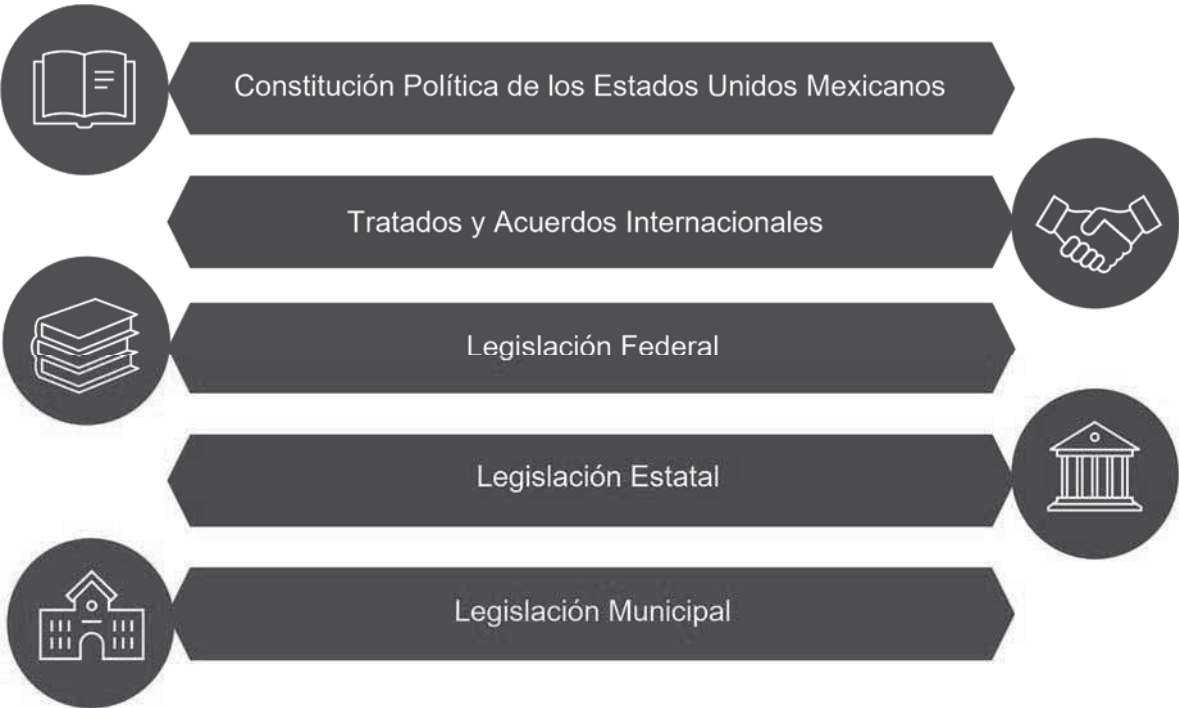 Constitución Política de los Estados Unidos Mexicanos
Tratados y Acuerdos Internacionales
Legislación Federal
Legislación Estatal
Legislación Municipal